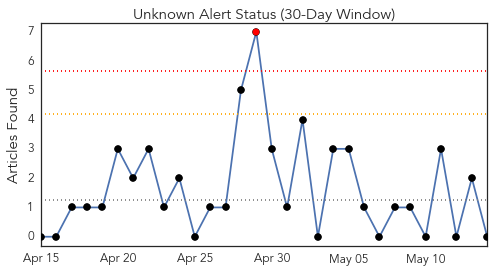 Unknown Alert Status (30-Day Window)
Articles Found
7
6
5
4
3
2
1
0
Apr 15
Apr 20
Apr 25
Apr 30
May 05
May 10